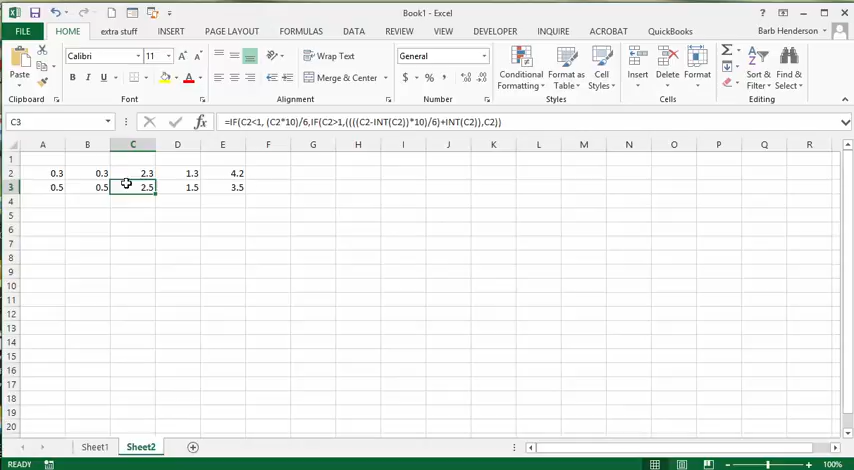 Book1 - Excel
FILE HOME extra stuff INSERT PAGE LAYOUT FORMULAS DATA REVIEW VIEW DEVELOPER INQUIRE ACROBAT QuickBooks Barb Henderson
Calibri 11 Wrap Text General
Paste B I U Merge & Center $ % Conditional Formatting Format as Table Cell Styles Insert Delete Format Sort & Filter Find & Select
Clipboard Font Alignment Number Styles Cells Editing
C3 =IF(C2<1, (C2*10)/6,IF(C2>1,((((C2-INT(C2))*10)/6)+INT(C2)),C2))
A B C D E F G H I J K L M N O P Q R
1
2 0.3 0.3 2.3 1.3 4.2
3 0.5 0.5 2.5 1.5 3.5
4
5
6
7
8
9
10
11
12
13
14
15
16
17
18
19
20
Sheet1 Sheet2
READY 100%